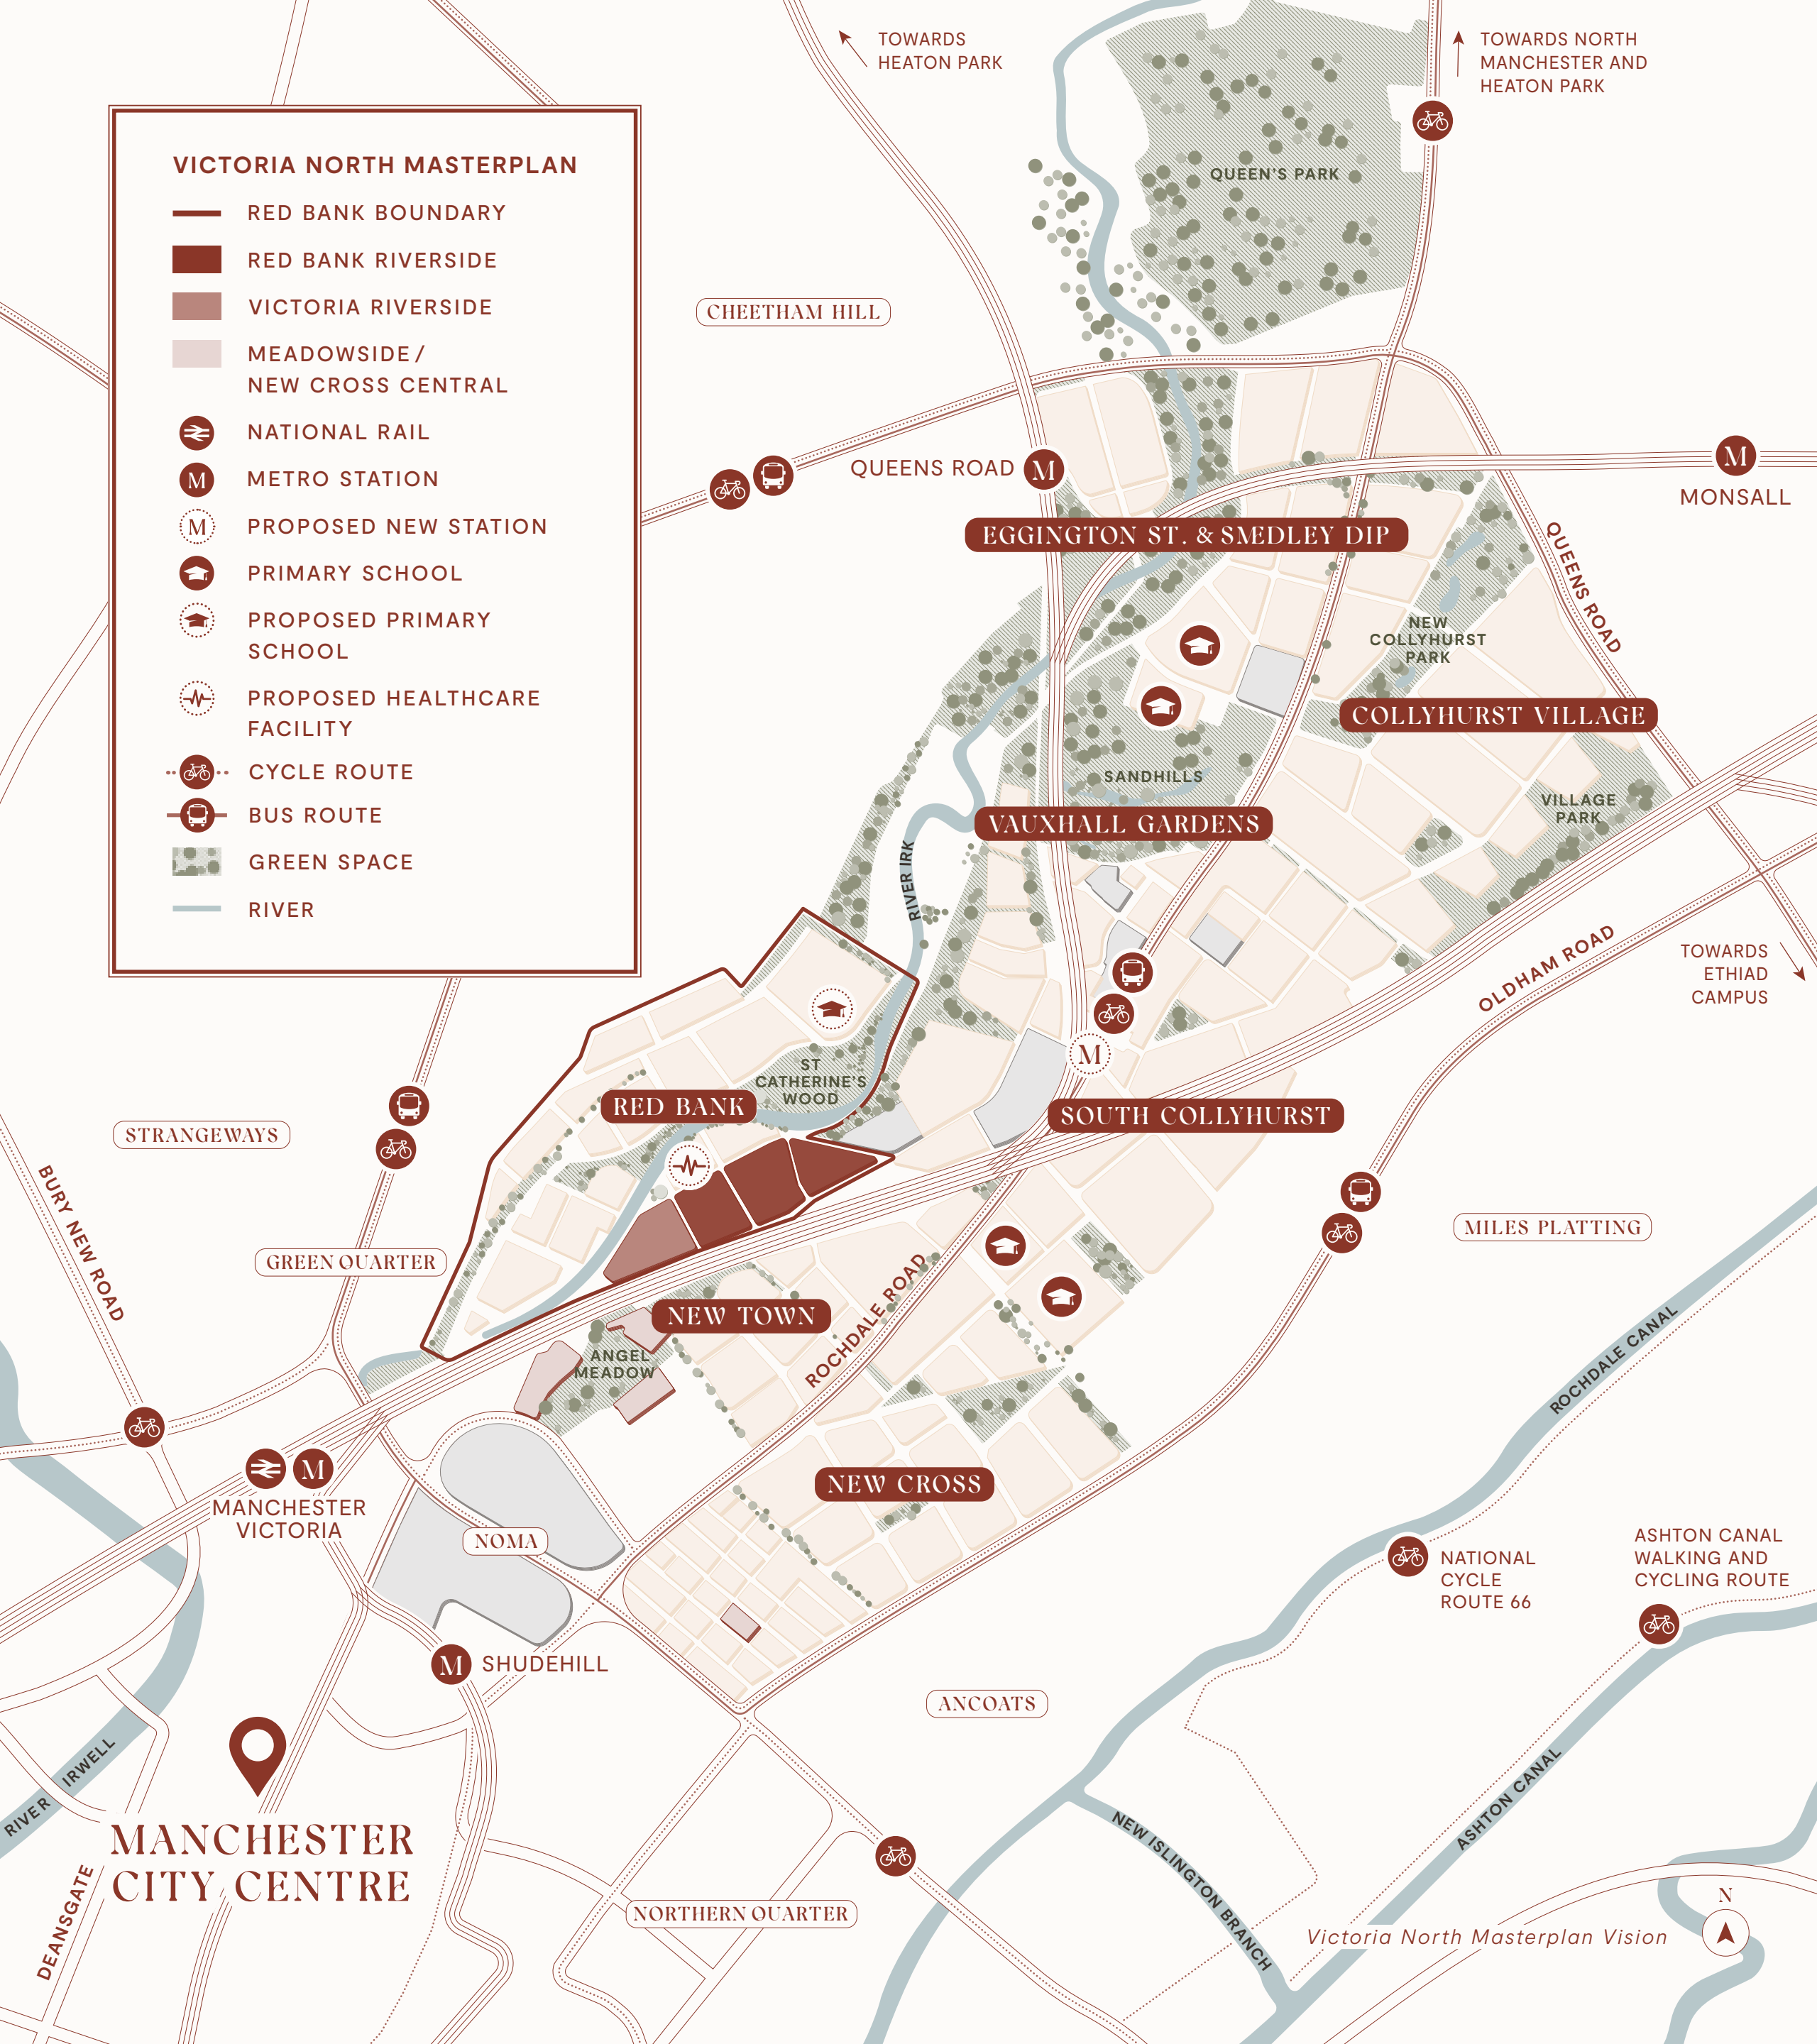 TOWARDS
HEATON PARK
TOWARDS NORTH
MANCHESTER AND
HEATON PARK
VICTORIA NORTH MASTERPLAN
RED BANK BOUNDARY
RED BANK RIVERSIDE
VICTORIA RIVERSIDE
MEADOWSIDE/
NEW CROSS CENTRAL
NATIONAL RAIL
M
METRO STATION
M
PROPOSED NEW STATION
PRIMARY SCHOOL
PROPOSED PRIMARY
SCHOOL
PROPOSED HEALTHCARE
FACILITY
CYCLE ROUTE
BUS ROUTE
GREEN SPACE
RIVER
QUEEN'S PARK
CHEETHAM HILL
QUEENS ROAD
M
M
MONSALL
EGGINGTON ST. & SMEDLEY DIP
QUEENS ROAD
NEW
COLLYHURST
PARK
COLLYHURST VILLAGE
SANDHILLS
VILLAGE
PARK
VAUXHALL GARDENS
RIVER IRK
OLDHAM ROAD
TOWARDS
ETHIAD
CAMPUS
M
ST
CATHERINE'S
WOOD
RED BANK
SOUTH COLLYHURST
STRANGEWAYS
BURY NEW ROAD
GREEN QUARTER
MILES PLATTING
NEW TOWN
ROCHDALE ROAD
ANGEL
MEADOW
ROCHDALE CANAL
NEW CROSS
M
MANCHESTER
VICTORIA
NOMA
NATIONAL
CYCLE
ROUTE 66
ASHTON CANAL
WALKING AND
CYCLING ROUTE
M
SHUDEHILL
ANCOATS
RIVER IRWELL
MANCHESTER
CITY CENTRE
DEANSGATE
ASHTON CANAL
NEW ISLINGTON BRANCH
NORTHERN QUARTER
N
Victoria North Masterplan Vision